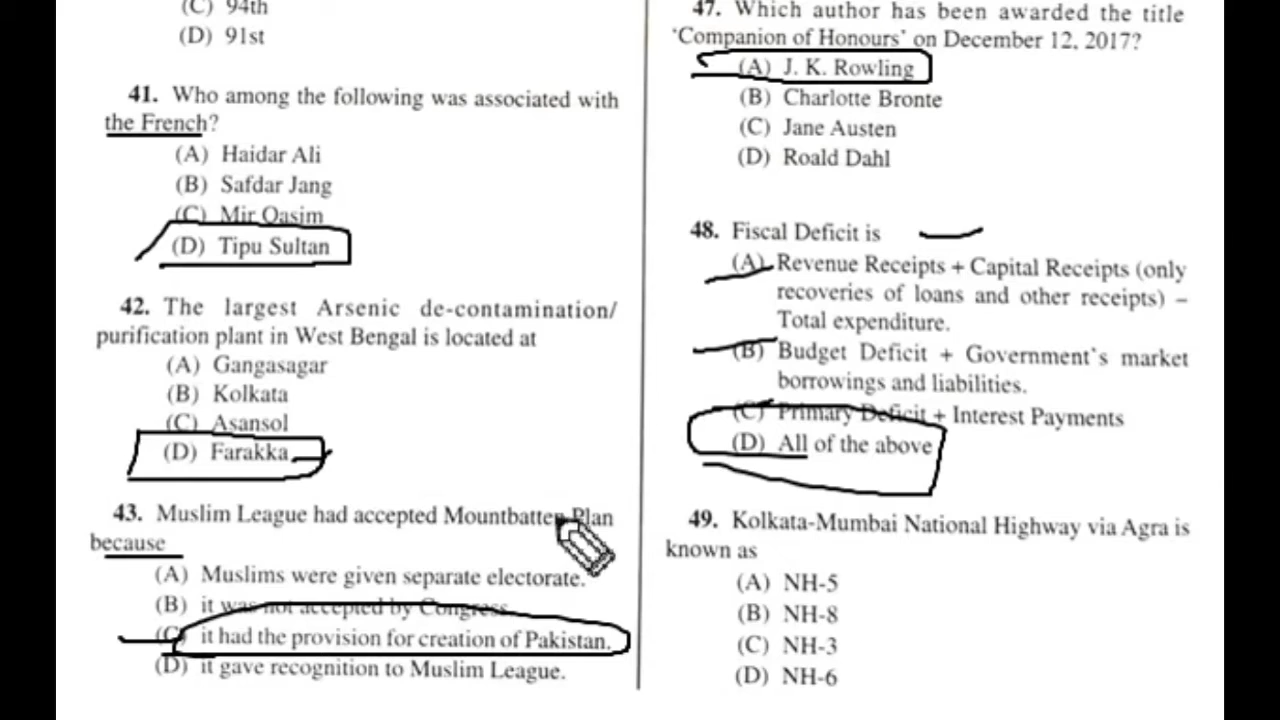 (C) 94th
(D) 91st
41. Who among the following was associated with
the French?
(A) Haidar Ali
(B) Safdar Jang
(C) Mir Qasim
(D) Tipu Sultan
42. The largest Arsenic de-contamination/
purification plant in West Bengal is located at
(A) Gangasagar
(B) Kolkata
(C) Asansol
(D) Farakka
43. Muslim League had accepted Mountbatten Plan
because
(A) Muslims were given separate electorate.
(B) it was not accepted by Congress.
(C) it had the provision for creation of Pakistan.
(D) it gave recognition to Muslim League.
47. Which author has been awarded the title
‘Companion of Honours’ on December 12, 2017?
(A) J. K. Rowling
(B) Charlotte Bronte
(C) Jane Austen
(D) Roald Dahl
48. Fiscal Deficit is
(A) Revenue Receipts + Capital Receipts (only
recoveries of loans and other receipts) –
Total expenditure.
(B) Budget Deficit + Government’s market
borrowings and liabilities.
(C) Primary Deficit + Interest Payments
(D) All of the above
49. Kolkata-Mumbai National Highway via Agra is
known as
(A) NH-5
(B) NH-8
(C) NH-3
(D) NH-6